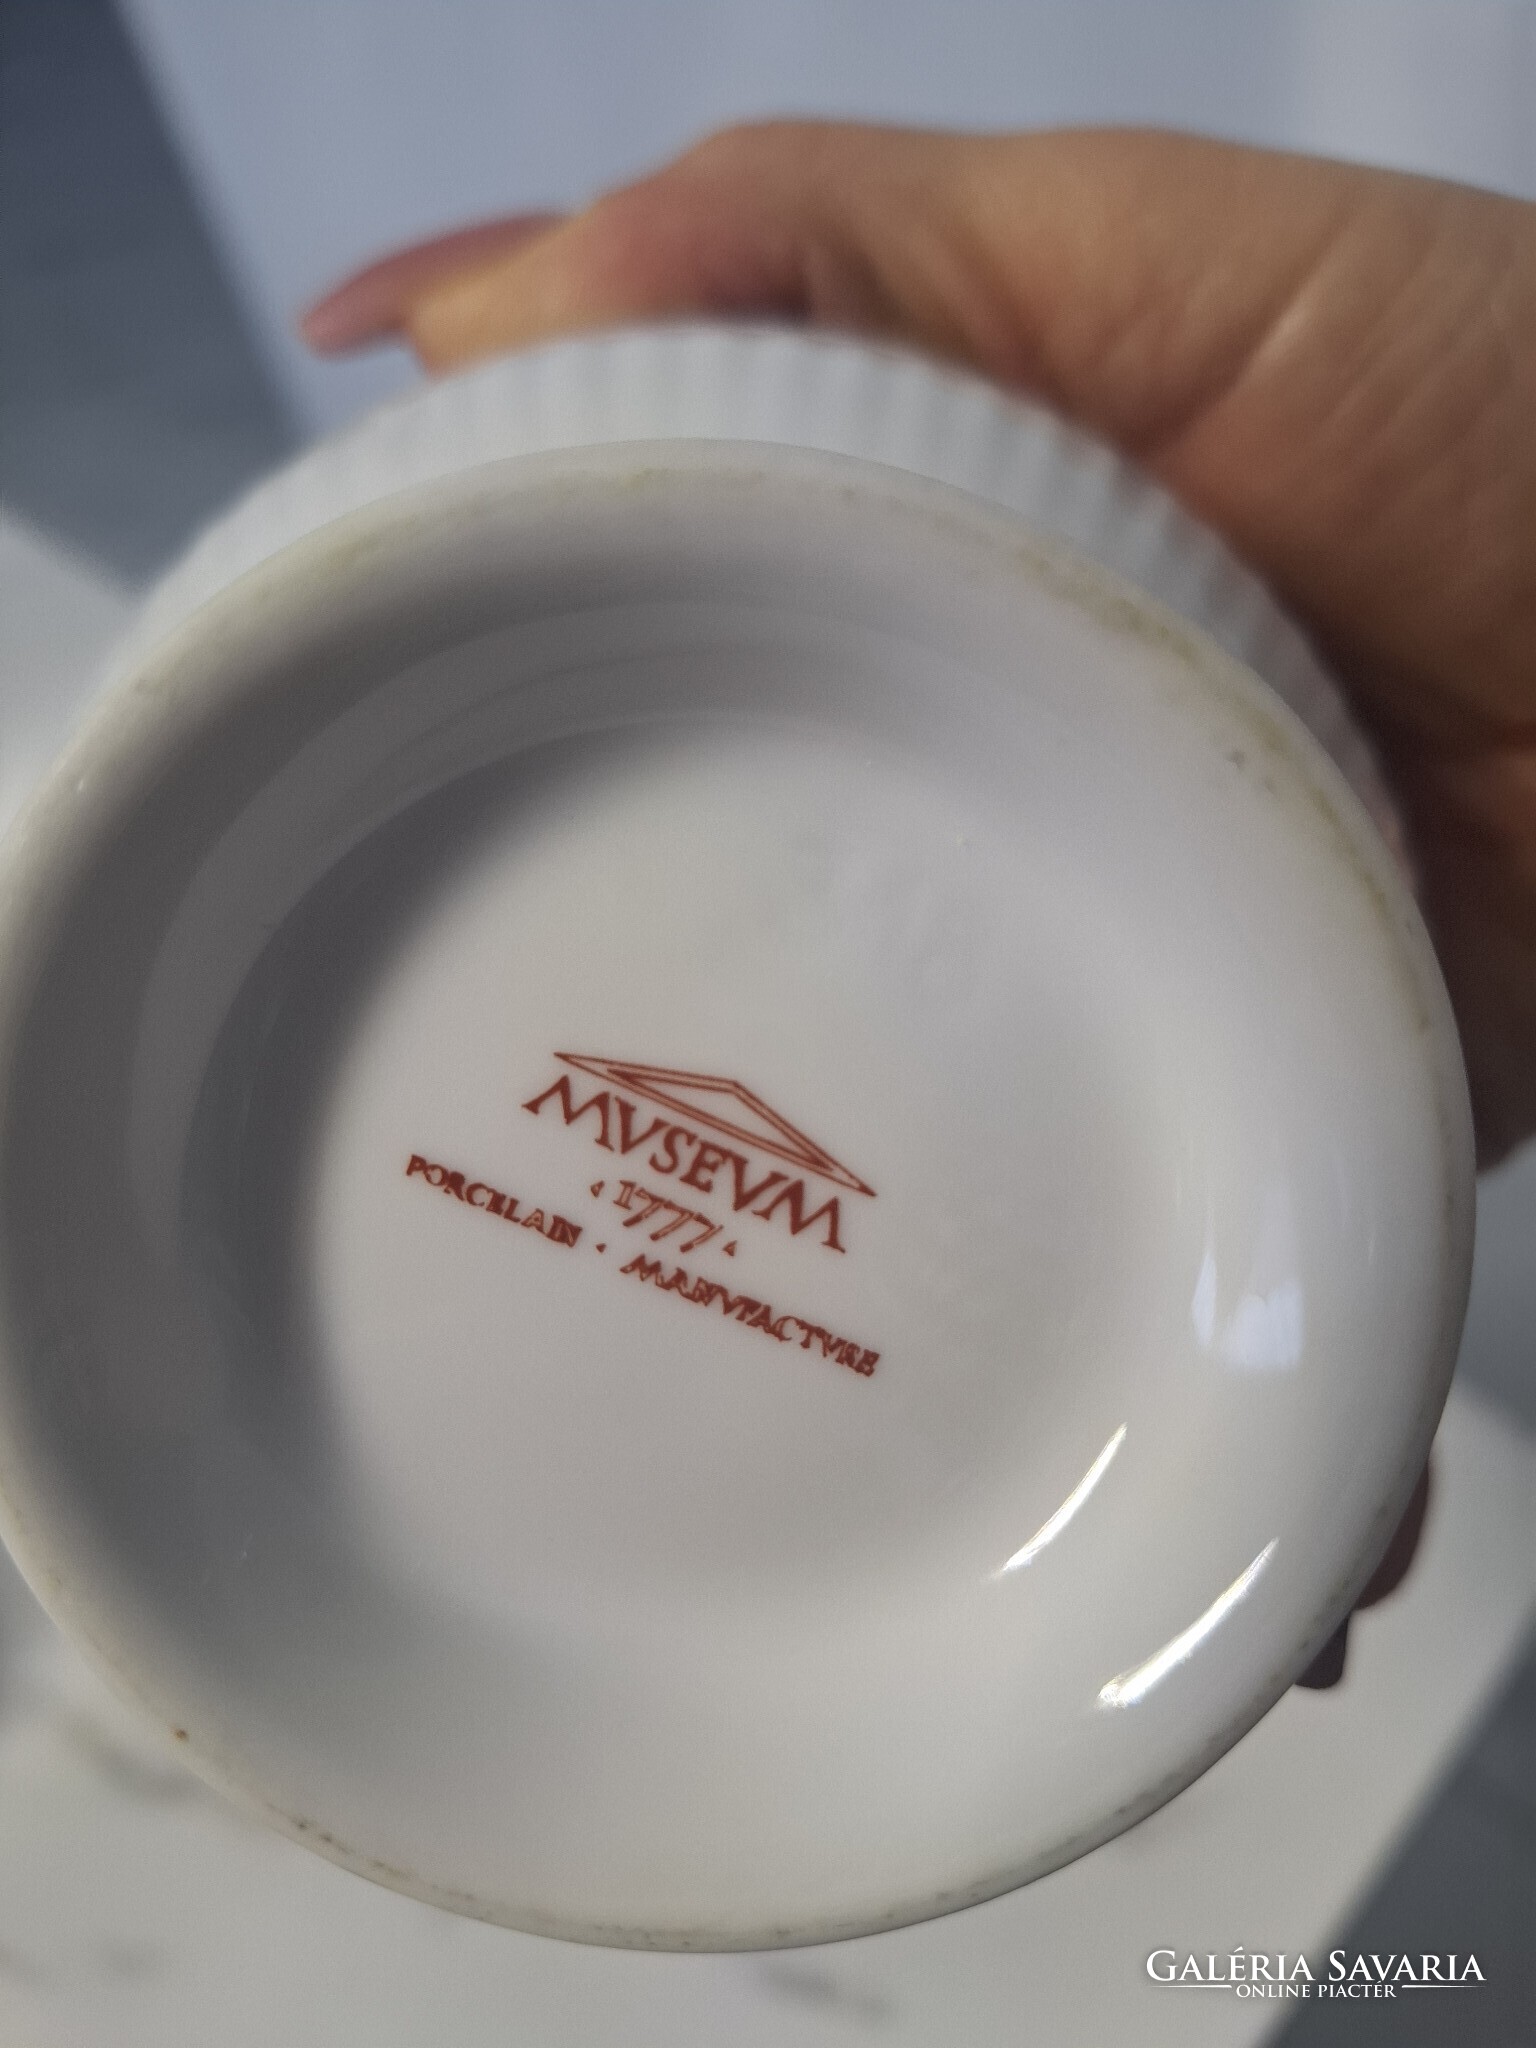 MVSEVM
1777
PORCELAIN · MANVFACTVRE
GALÉRIA SAVARIA
ONLINE PIACTÉR